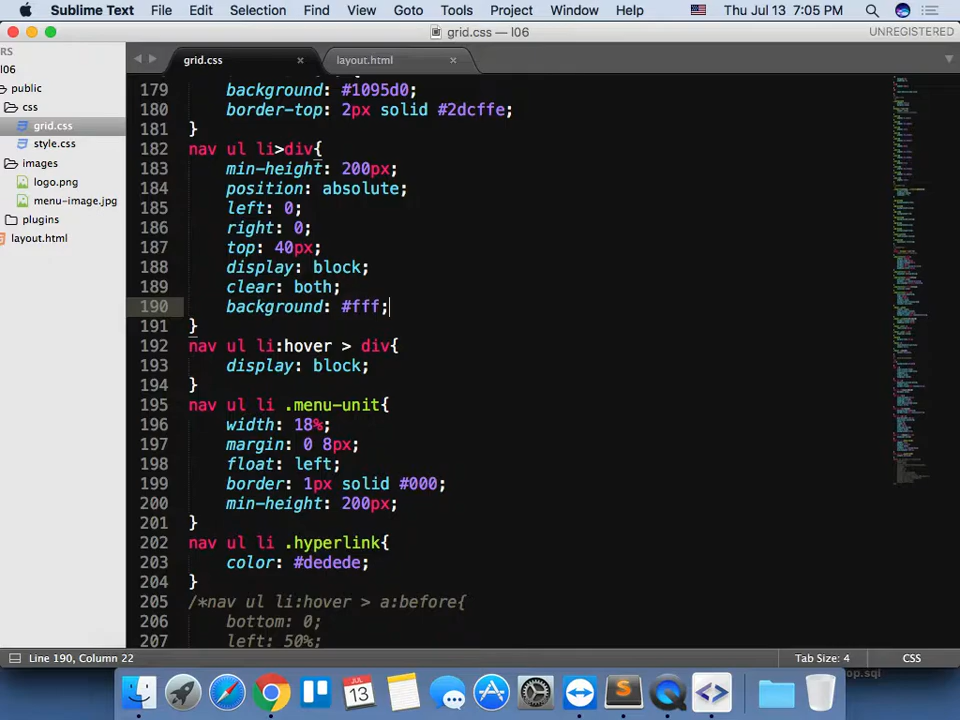 Sublime Text File Edit Selection Find View Goto Tools Project Window Help Thu Jul 13 7:05 PM
grid.css — l06 UNREGISTERED
RS
l06
public
css
grid.css
style.css
images
logo.png
menu-image.jpg
plugins
layout.html
grid.css × layout.html ×
179 background: #1095d0;
180 border-top: 2px solid #2dcffe;
181 }
182 nav ul li>div{
183 min-height: 200px;
184 position: absolute;
185 left: 0;
186 right: 0;
187 top: 40px;
188 display: block;
189 clear: both;
190 background: #fff;
191 }
192 nav ul li:hover > div{
193 display: block;
194 }
195 nav ul li .menu-unit{
196 width: 18%;
197 margin: 0 8px;
198 float: left;
199 border: 1px solid #000;
200 min-height: 200px;
201 }
202 nav ul li .hyperlink{
203 color: #dedede;
204 }
205 /*nav ul li:hover > a:before{
206 bottom: 0;
207 left: 50%;
Line 190, Column 22 Tab Size: 4 CSS
op.sql
JUL
13